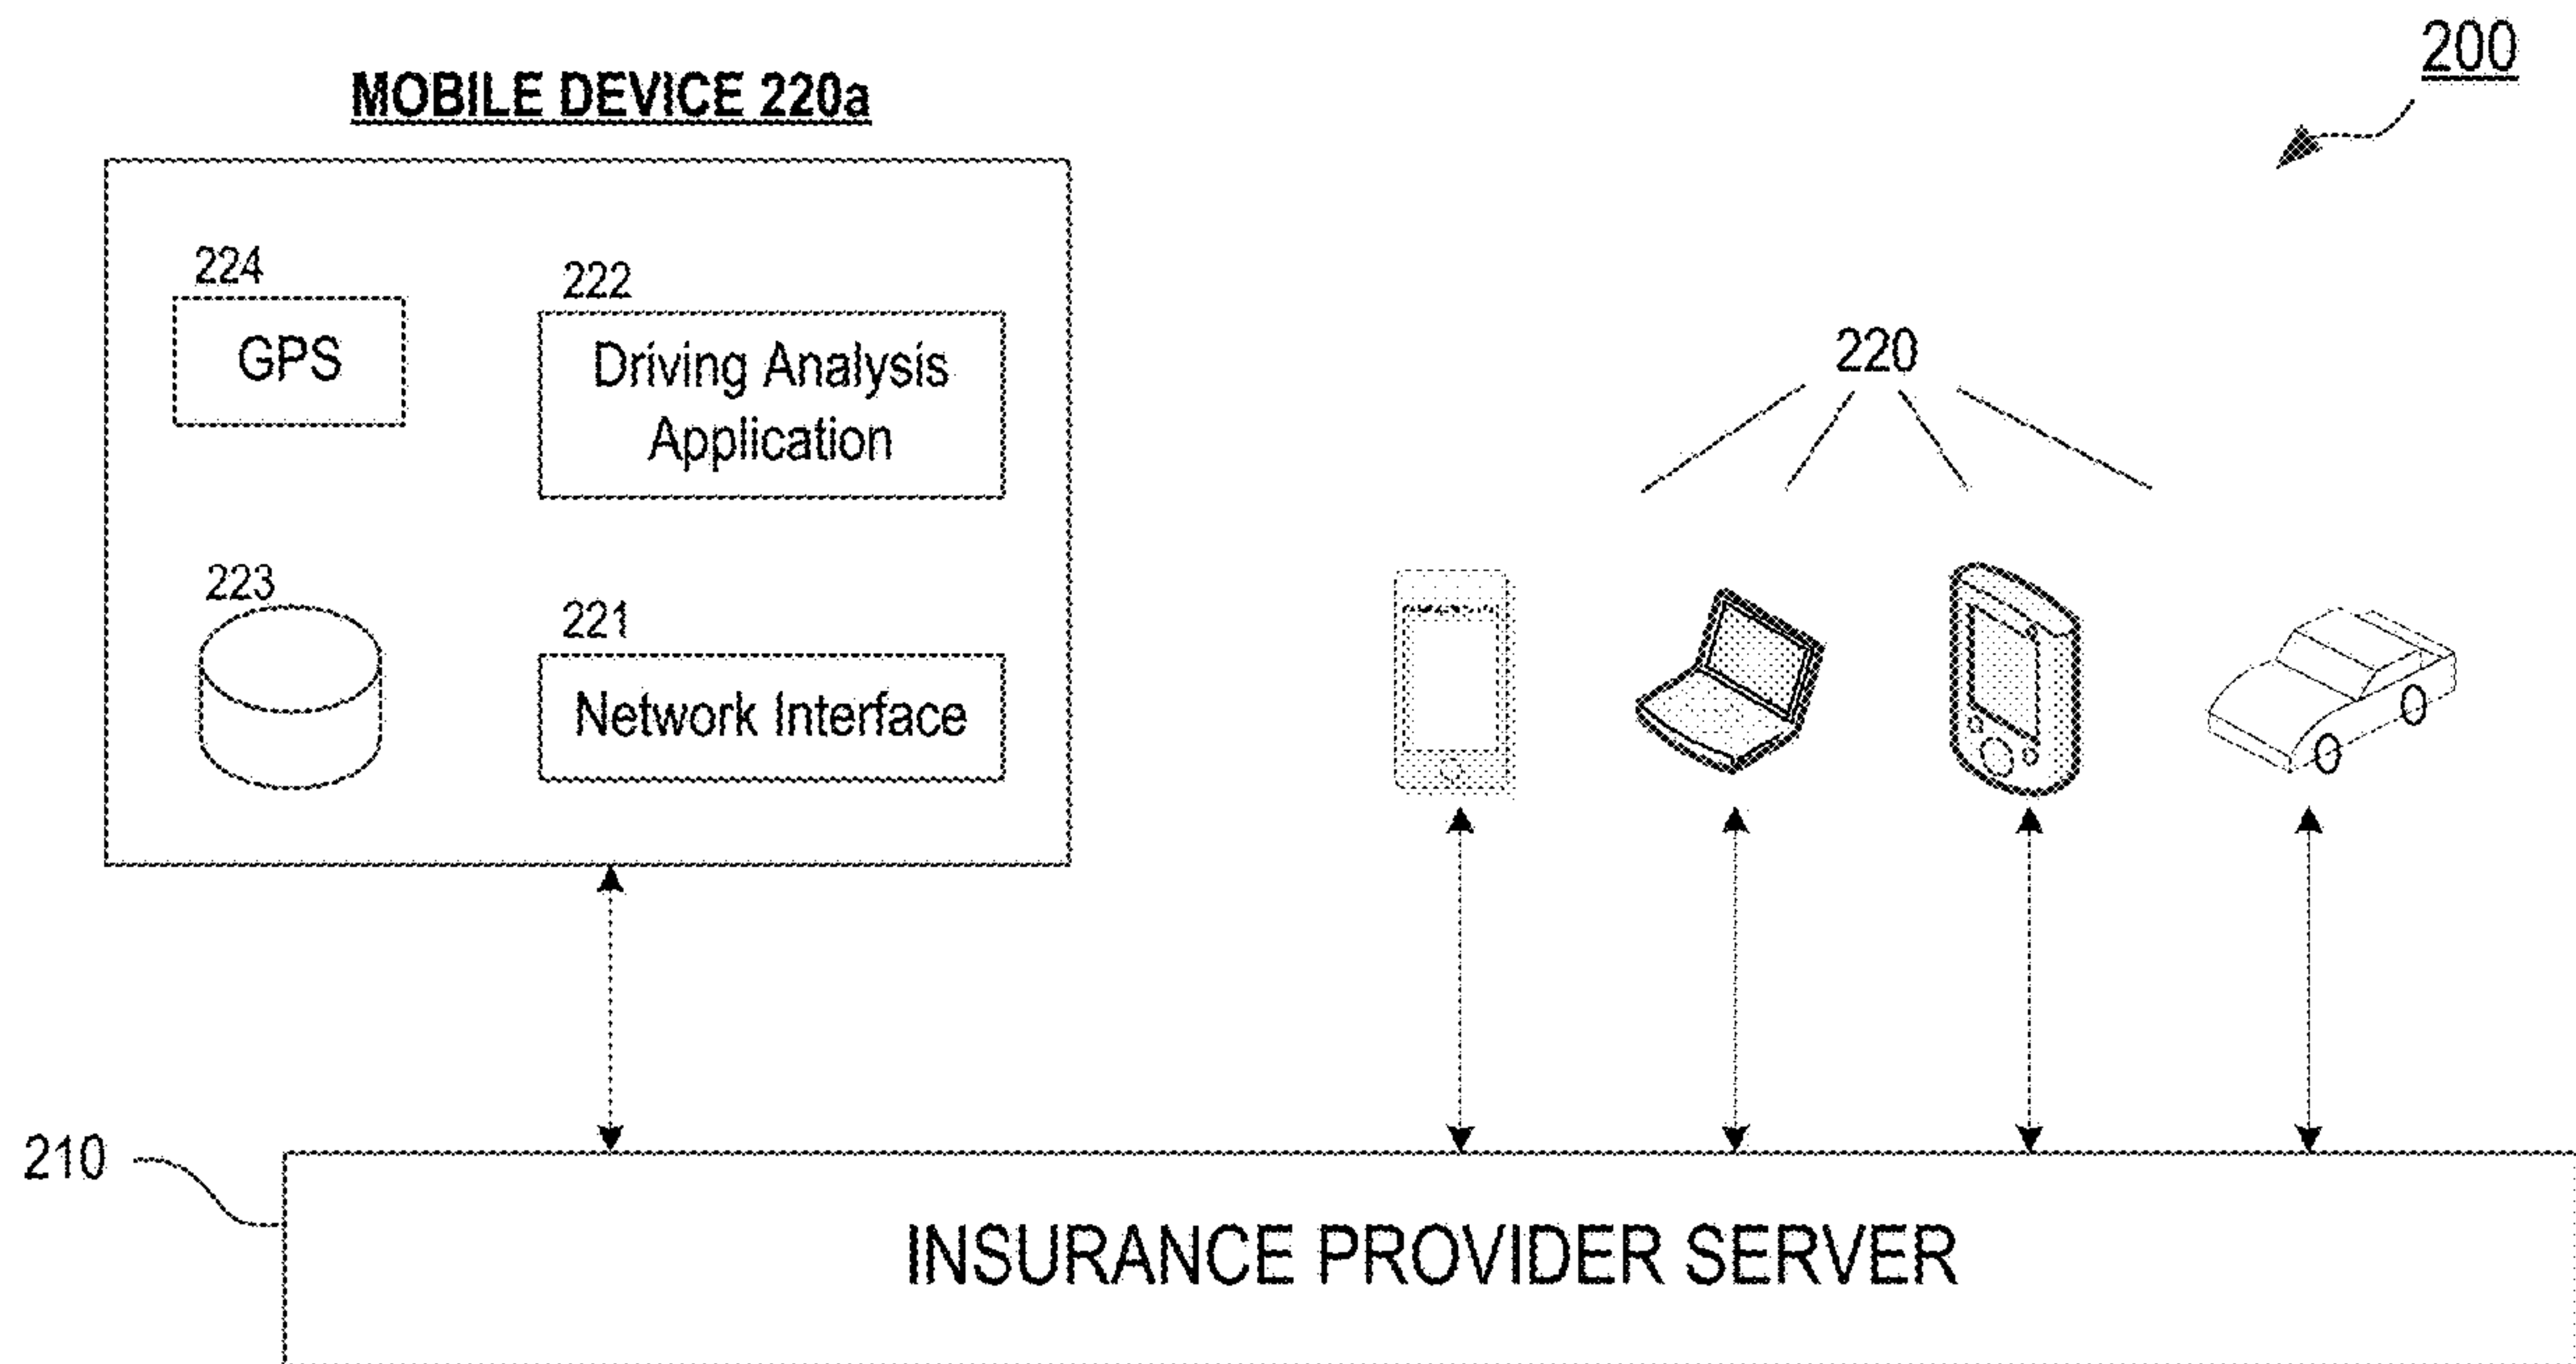 200
MOBILE DEVICE 220a
224
GPS
222
Driving Analysis
Application
223
221
Network Interface
220
210
INSURANCE PROVIDER SERVER